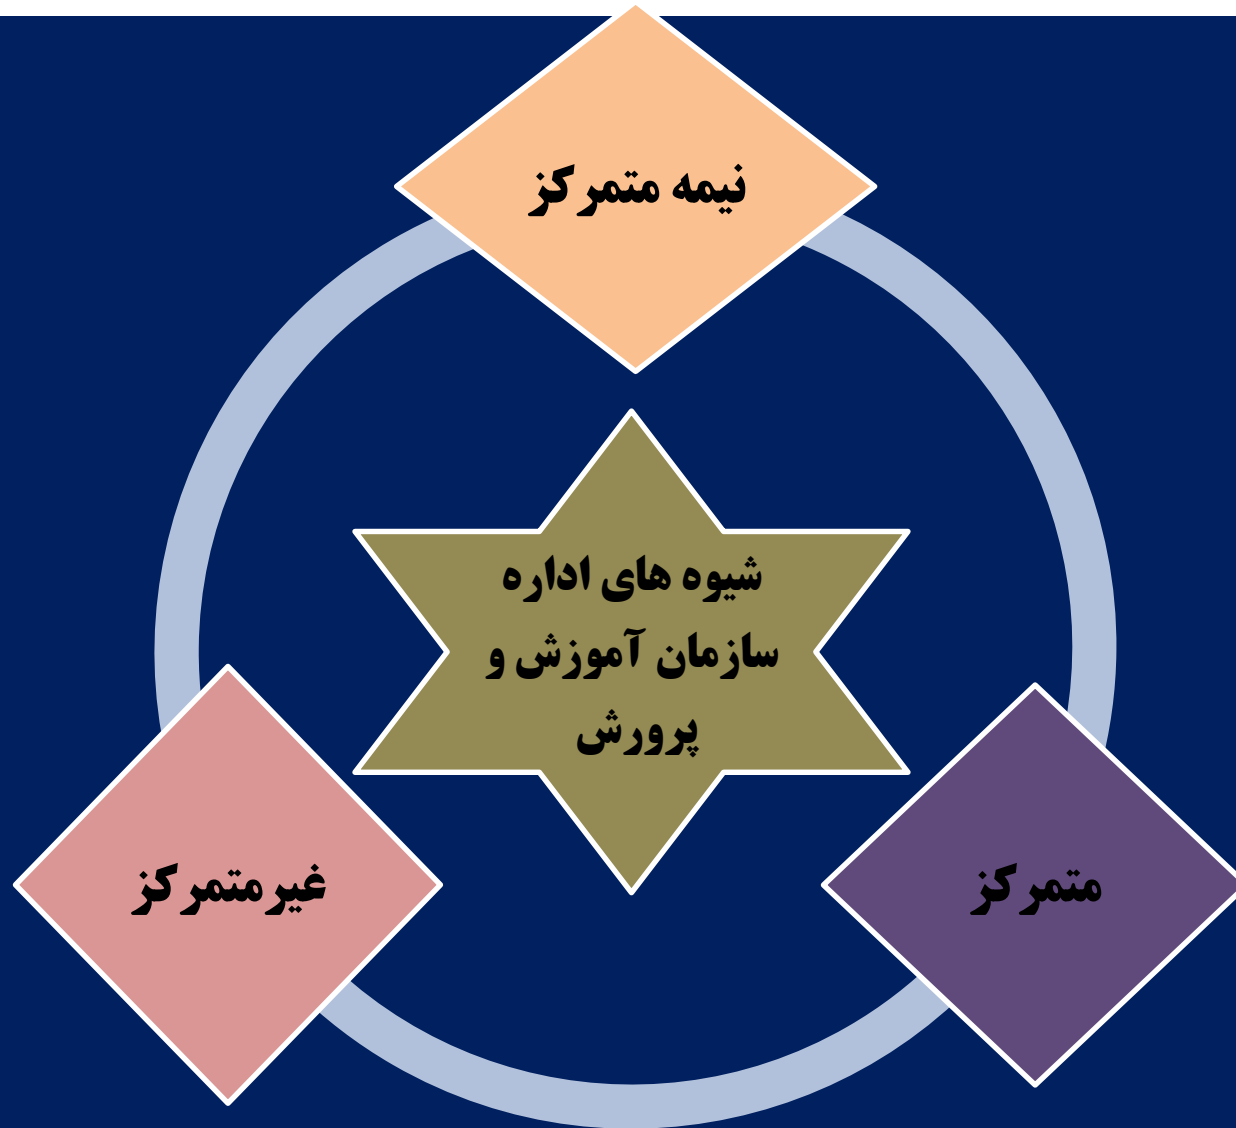 نیمه متمرکز
شیوه های اداره
سازمان آموزش و
پرورش
غیرمتمرکز
متمرکز